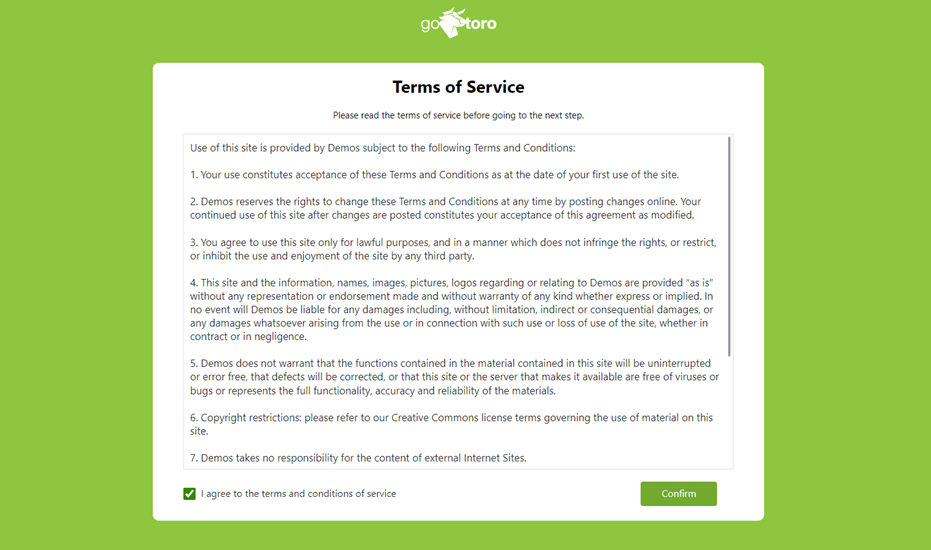 go toro
Terms of Service
Please read the terms of service before going to the next step.
Use of this site is provided by Demos subject to the following Terms and Conditions:
1. Your use constitutes acceptance of these Terms and Conditions as at the date of your first use of the site.
2. Demos reserves the rights to change these Terms and Conditions at any time by posting changes online. Your
continued use of this site after changes are posted constitutes your acceptance of this agreement as modified.
3. You agree to use this site only for lawful purposes, and in a manner which does not infringe the rights, or restrict,
or inhibit the use and enjoyment of the site by any third party.
4. This site and the information, names, images, pictures, logos regarding or relating to Demos are provided “as is”
without any representation or endorsement made and without warranty of any kind whether express or implied. In
no event will Demos be liable for any damages including, without limitation, indirect or consequential damages, or
any damages whatsoever arising from the use or in connection with such use or loss of use of the site, whether in
contract or in negligence.
5. Demos does not warrant that the functions contained in the material contained in this site will be uninterrupted
or error free, that defects will be corrected, or that this site or the server that makes it available are free of viruses or
bugs or represents the full functionality, accuracy and reliability of the materials.
6. Copyright restrictions: please refer to our Creative Commons license terms governing the use of material on this
site.
7. Demos takes no responsibility for the content of external Internet Sites.
I agree to the terms and conditions of service
Confirm